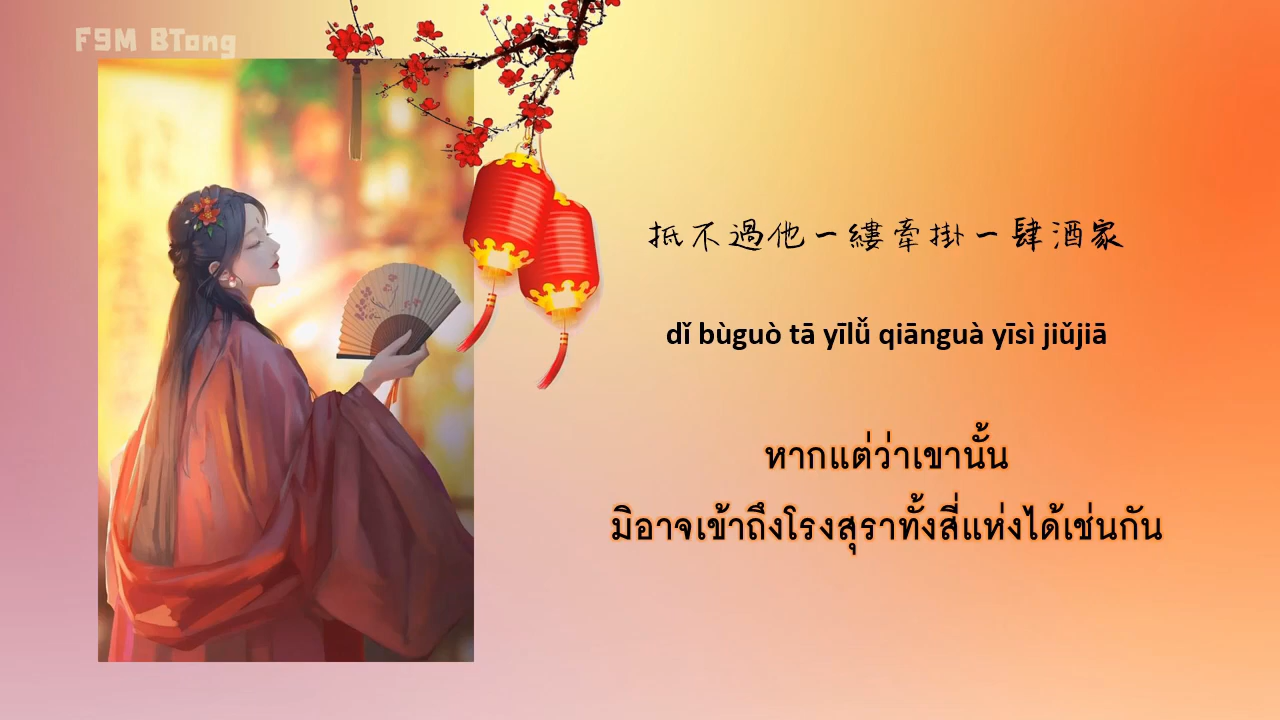 F9M BTong
抵不過他一縷牽掛一肆酒家
dǐ bùguò tā yīlǚ qiānguà yīsì jiǔjiā
หากแต่ว่าเขานั้น
มิอาจเข้าถึงโรงสุราทั้งสี่แห่งได้เช่นกัน